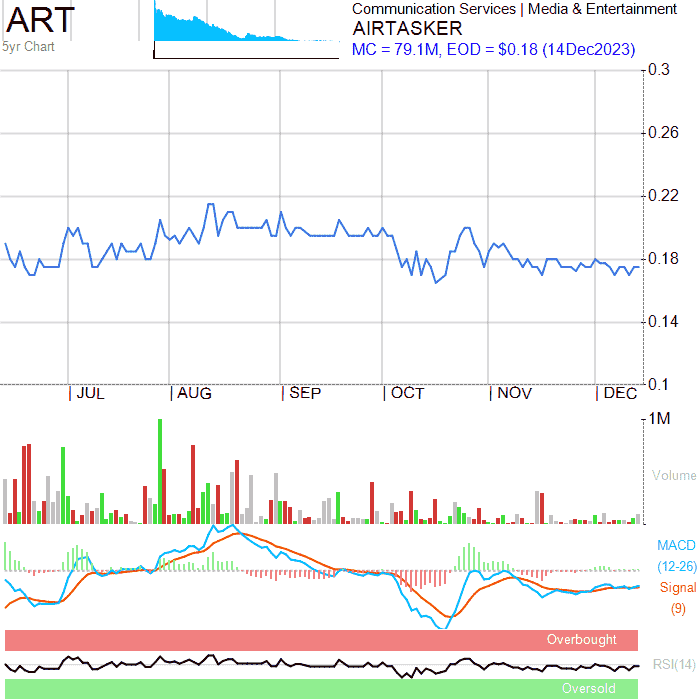 ART
5yr Chart
Communication Services | Media & Entertainment
AIRTASKER
MC = 79.1M, EOD = $0.18 (14Dec2023)
0.3
0.26
0.22
0.18
0.14
0.1
JUL AUG SEP OCT NOV DEC
1M
Volume
MACD
(12-26)
Signal
(9)
Overbought
RSI(14)
Oversold